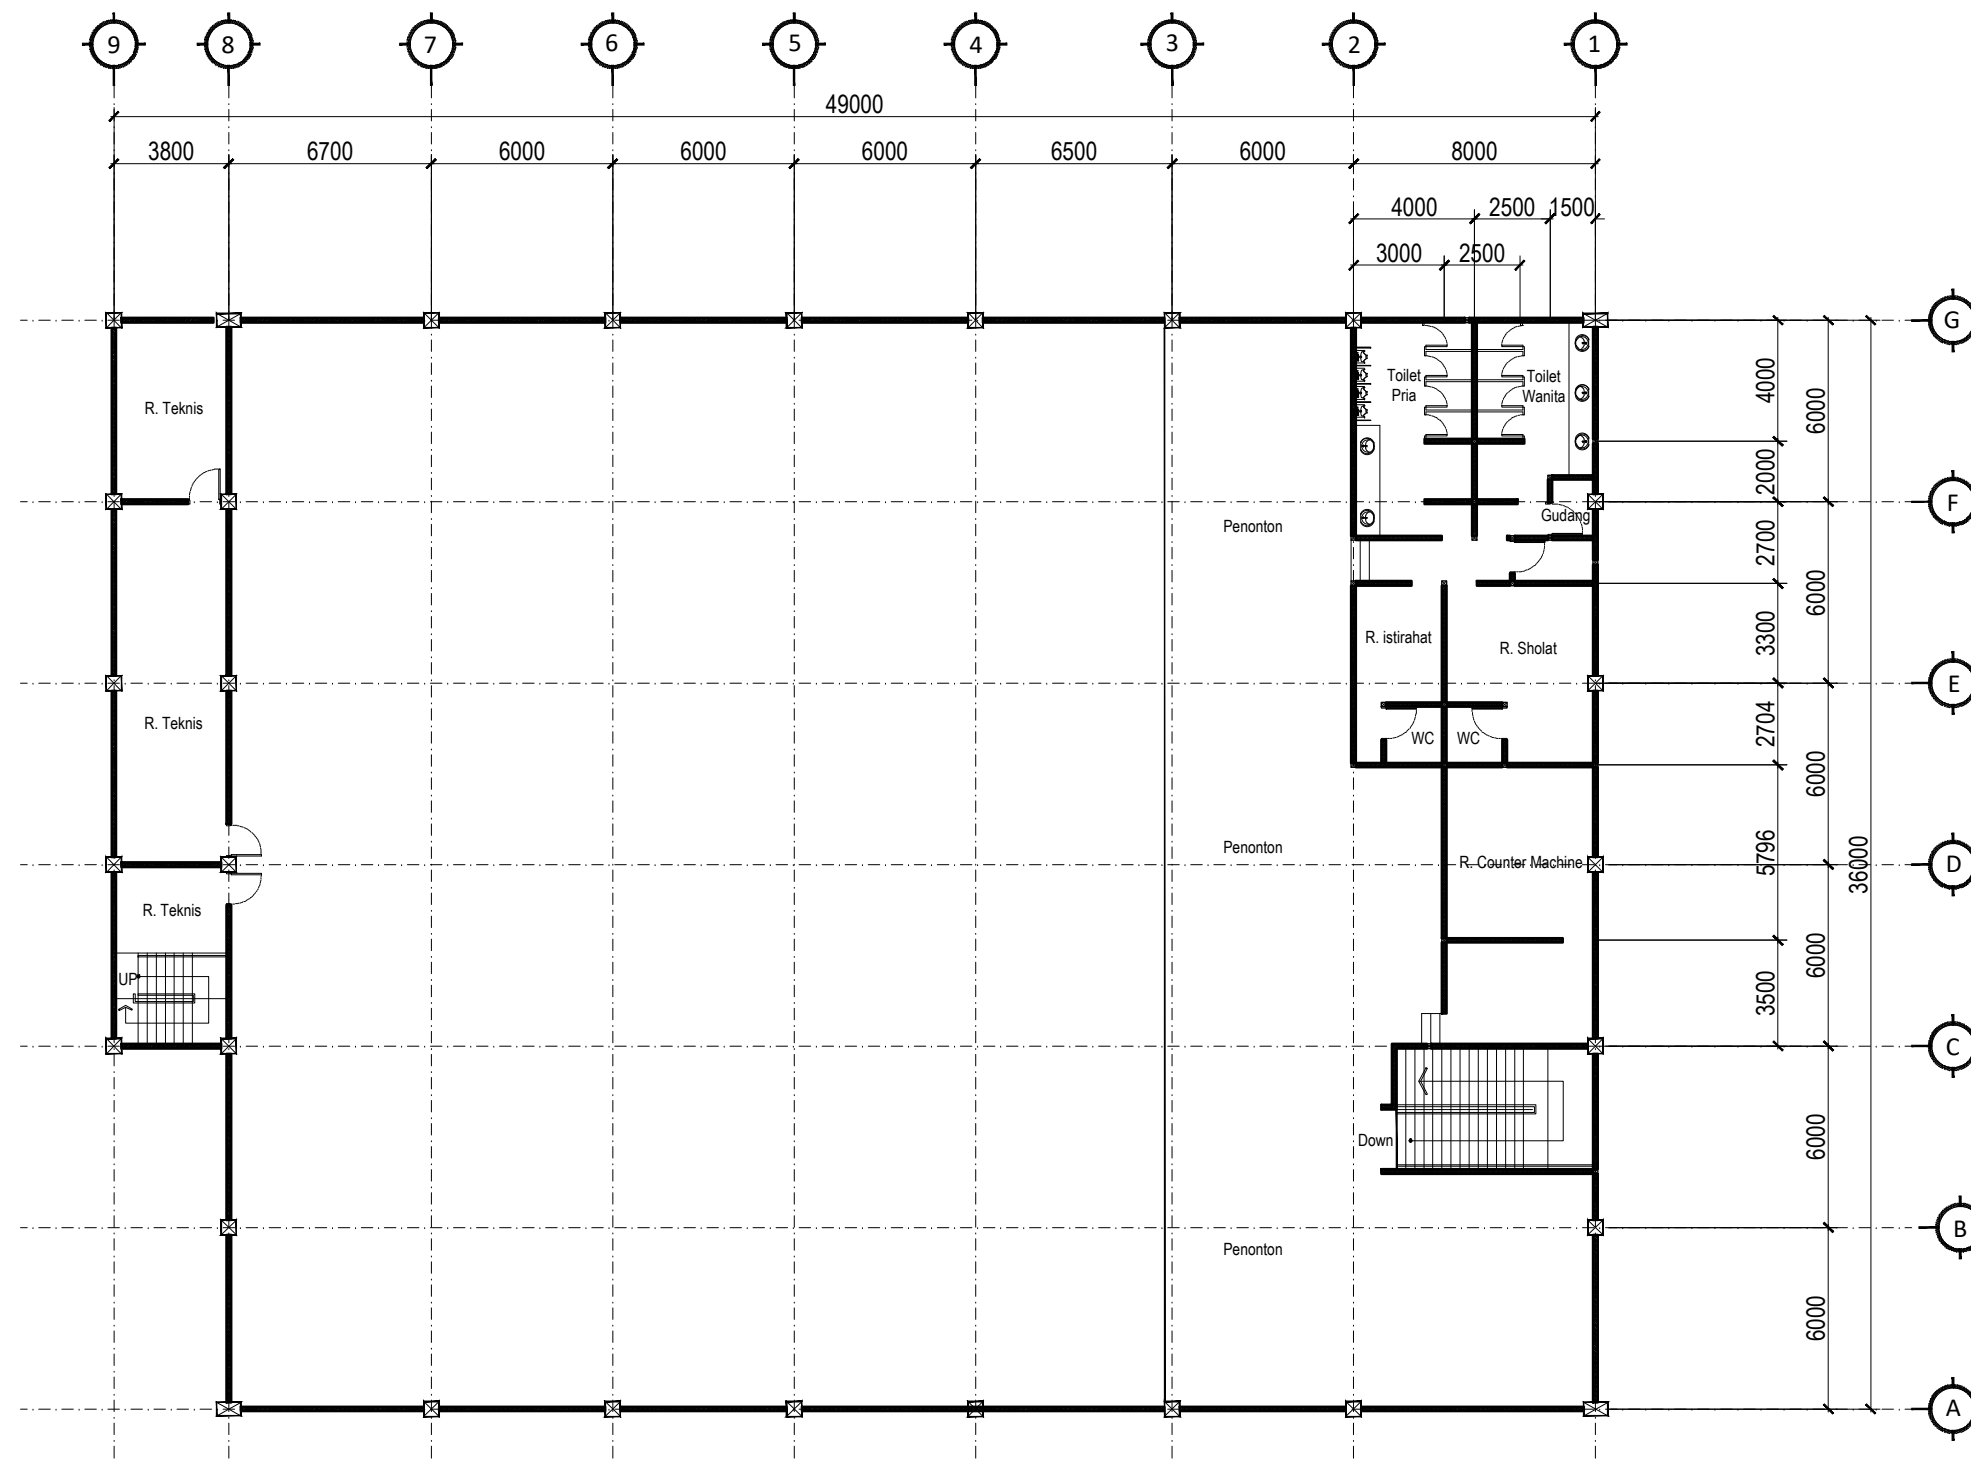 9 8 7 6 5 4 3 2 1
49000
3800 6700 6000 6000 6000 6500 6000 8000
4000 2500 1500
3000 2500
G
4000
6000
R. Teknis
Toilet
Pria
Toilet
Wanita
2000
F
Gudang
Penonton
2700
6000
R. istirahat
R. Sholat
3300
E
R. Teknis
WC WC
2704
6000
Penonton
R. Counter Machine
5796
36000
D
R. Teknis
6000
UP
3500
C
Down
6000
B
Penonton
6000
A